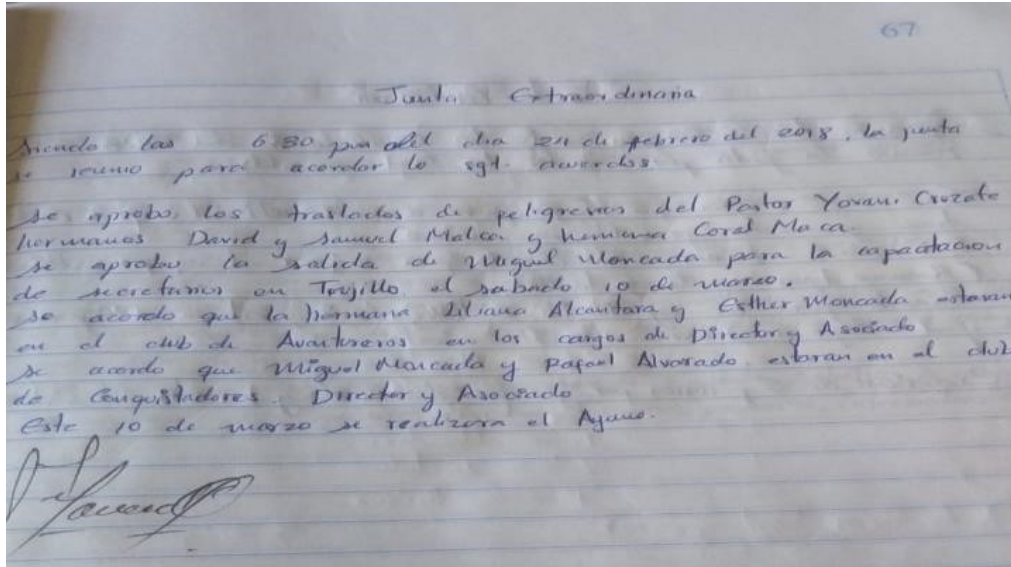 67
Junta Extraordinaria
Siendo las 6:30 pm del dia 24 de febrero del 2018, la junta
se reunio para acordar lo sgt. acuerdos.
se aprobo los traslados de peligreses del Pastor Yovani Cruzate
hermanos David y Samuel Malca y hermana Coral Malca.
se aprobo la salida de Miguel Moncada para la capacitacion
de secretarios en Trujillo el sabado 10 de marzo.
se acordo que la hermana Liliana Alcantara y Esther Moncada estaran
en el club de Aventureros en los cargos de Director y Asociado
se acordo que Miguel Moncada y Rafael Alvarado estaran en el club
de Conquistadores Director y Asociado
Este 10 de marzo se realizara el Ayuno.